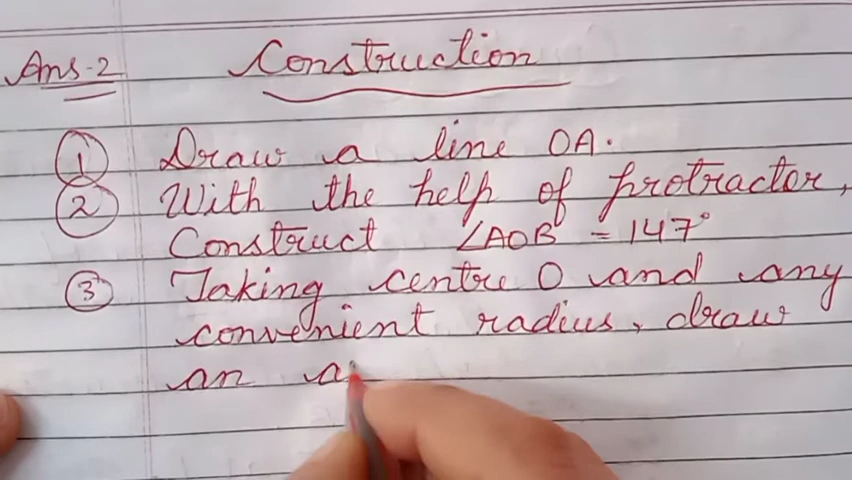 Ans-2 Construction
1 Draw a line OA.
2 With the help of protractor,
Construct ∠AOB = 147°
3 Taking centre O and any
convenient radius, draw
an a